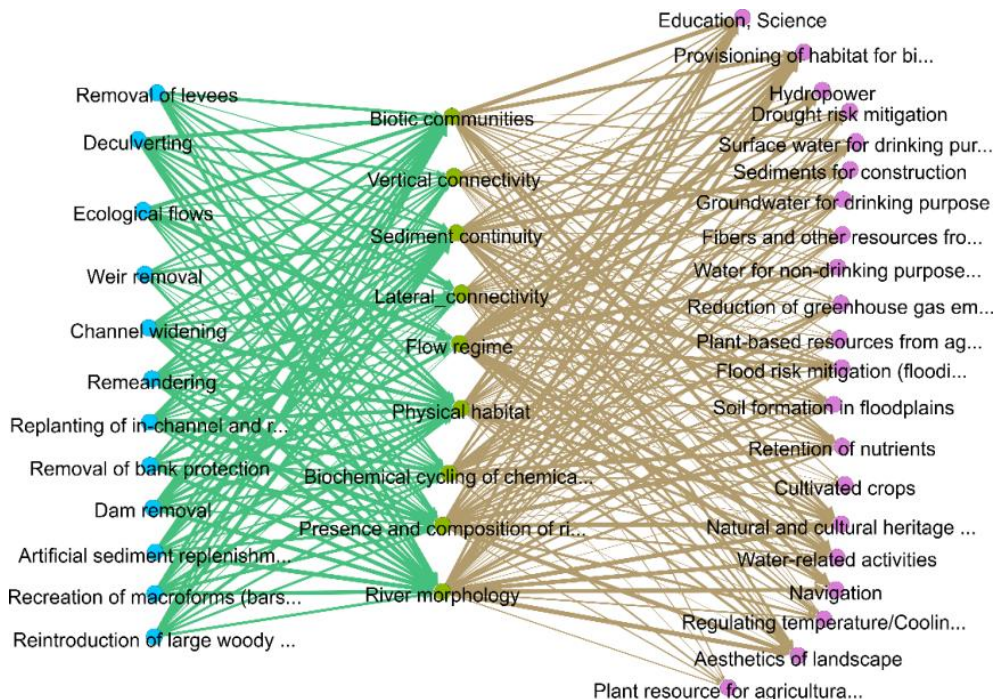 Removal of levees
Deculverting
Ecological flows
Weir removal
Channel widening
Remeandering
Replanting of in-channel and r...
Removal of bank protection
Dam removal
Artificial sediment replenishm...
Recreation of macroforms (bars...
Reintroduction of large woody ...
Biotic communities
Vertical connectivity
Sediment continuity
Lateral_connectivity
Flow regime
Physical habitat
Biochemical cycling of chemica...
Presence and composition of ri...
River morphology
Education, Science
Provisioning of habitat for bi...
Hydropower
Drought risk mitigation
Surface water for drinking pur...
Sediments for construction
Groundwater for drinking purpose
Fibers and other resources fro...
Water for non-drinking purpose...
Reduction of greenhouse gas em...
Plant-based resources from ag...
Flood risk mitigation (floodi...
Soil formation in floodplains
Retention of nutrients
Cultivated crops
Natural and cultural heritage ...
Water-related activities
Navigation
Regulating temperature/Coolin...
Aesthetics of landscape
Plant resource for agricultura...